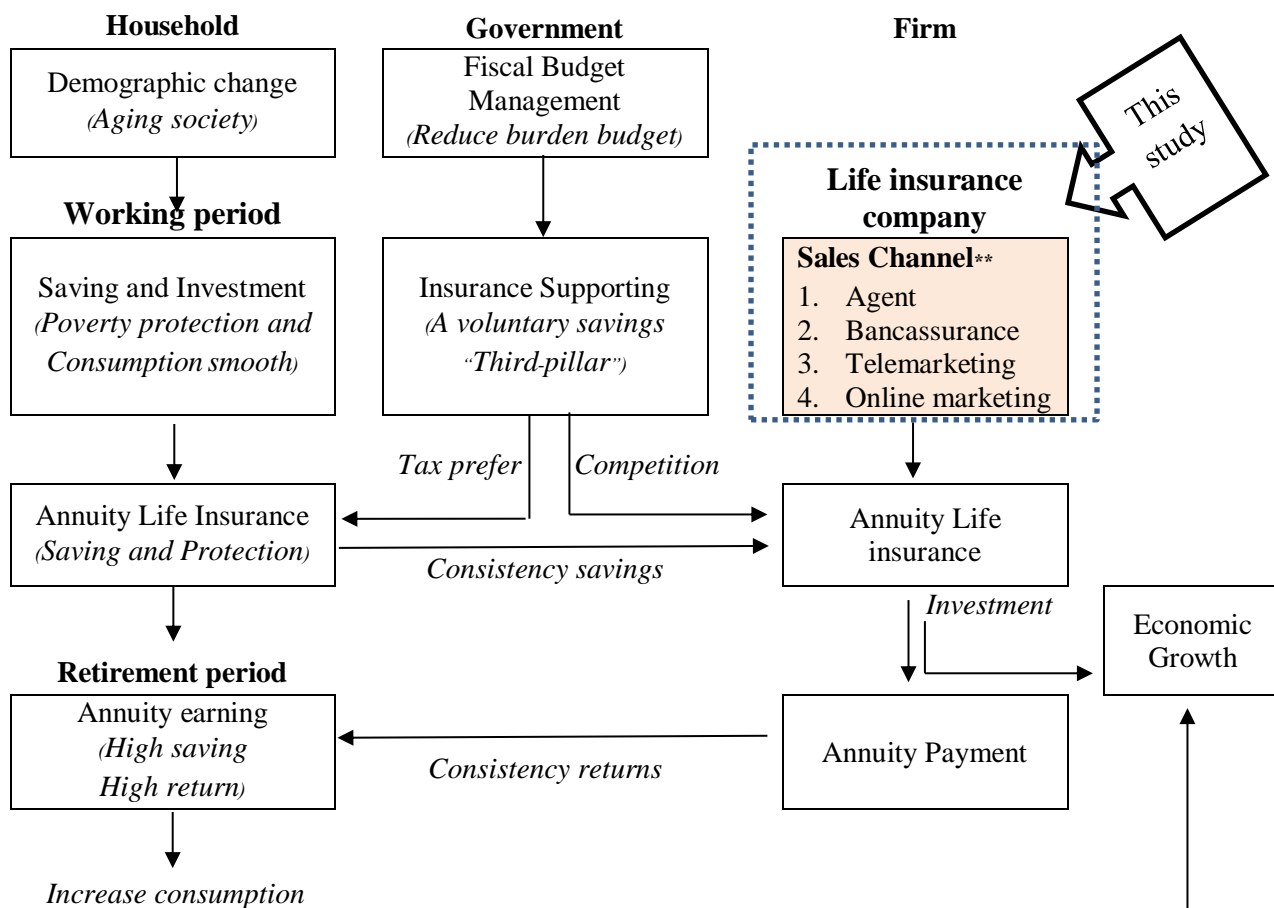 Household
Demographic change
(Aging society)
Working period
Saving and Investment
(Poverty protection and
Consumption smooth)
Annuity Life Insurance
(Saving and Protection)
Retirement period
Annuity earning
(High saving
High return)
Increase consumption
Government
Fiscal Budget
Management
(Reduce burden budget)
Insurance Supporting
(A voluntary savings
“Third-pillar”)
Tax prefer
Competition
Consistency savings
Consistency returns
Firm
This
study
Life insurance
company
Sales Channel**
1. Agent
2. Bancassurance
3. Telemarketing
4. Online marketing
Annuity Life
insurance
Investment
Economic
Growth
Annuity Payment